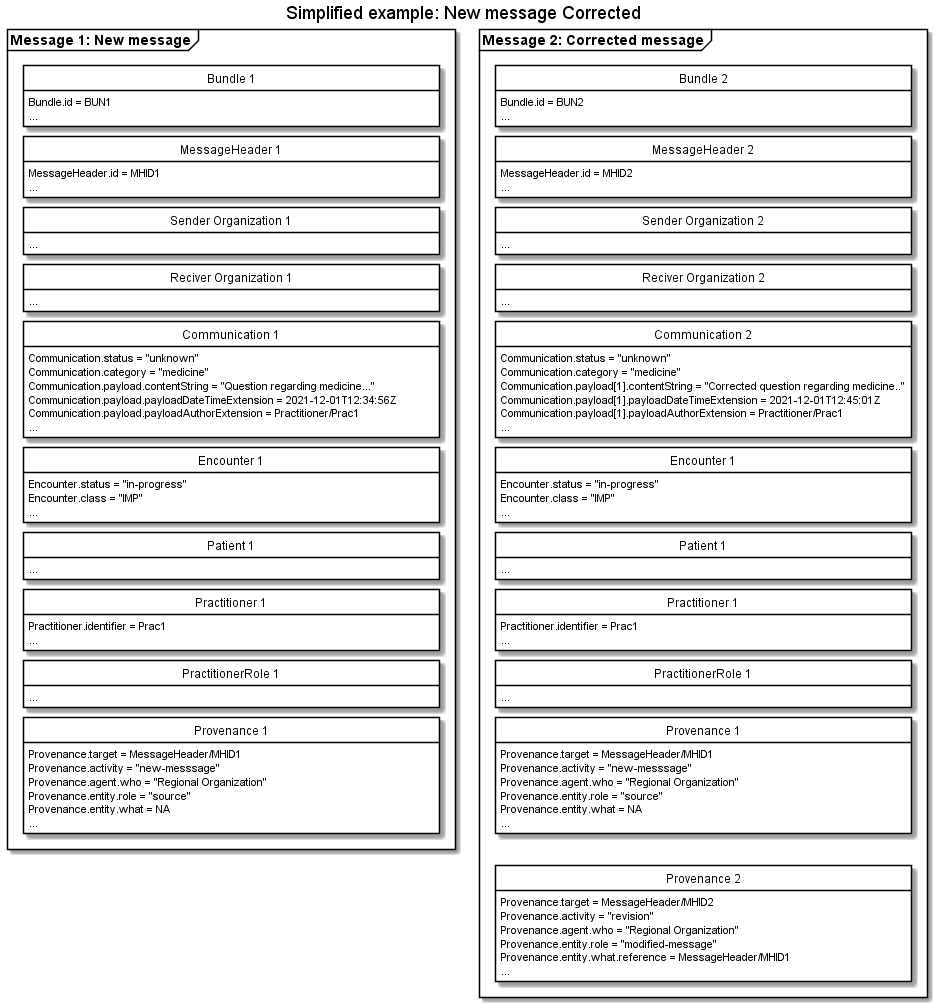 Simplified example: New message Corrected
Message 1: New message
Bundle 1
Bundle.id = BUN1
...
MessageHeader 1
MessageHeader.id = MHID1
...
Sender Organization 1
...
Reciver Organization 1
...
Communication 1
Communication.status = "unknown"
Communication.category = "medicine"
Communication.payload.contentString = "Question regarding medicine..."
Communication.payload.payloadDateTimeExtension = 2021-12-01T12:34:56Z
Communication.payload.payloadAuthorExtension = Practitioner/Prac1
...
Encounter 1
Encounter.status = "in-progress"
Encounter.class = "IMP"
...
Patient 1
...
Practitioner 1
Practitioner.identifier = Prac1
...
PractitionerRole 1
...
Provenance 1
Provenance.target = MessageHeader/MHID1
Provenance.activity = "new-messsage"
Provenance.agent.who = "Regional Organization"
Provenance.entity.role = "source"
Provenance.entity.what = NA
...
Message 2: Corrected message
Bundle 2
Bundle.id = BUN2
...
MessageHeader 2
MessageHeader.id = MHID2
...
Sender Organization 2
...
Reciver Organization 2
...
Communication 2
Communication.status = "unknown"
Communication.category = "medicine"
Communication.payload[1].contentString = "Corrected question regarding medicine.."
Communication.payload[1].payloadDateTimeExtension = 2021-12-01T12:45:01Z
Communication.payload[1].payloadAuthorExtension = Practitioner/Prac1
...
Encounter 1
Encounter.status = "in-progress"
Encounter.class = "IMP"
...
Patient 1
...
Practitioner 1
Practitioner.identifier = Prac1
...
PractitionerRole 1
...
Provenance 1
Provenance.target = MessageHeader/MHID1
Provenance.activity = "new-messsage"
Provenance.agent.who = "Regional Organization"
Provenance.entity.role = "source"
Provenance.entity.what = NA
...
Provenance 2
Provenance.target = MessageHeader/MHID2
Provenance.activity = "revision"
Provenance.agent.who = "Regional Organization"
Provenance.entity.role = "modified-message"
Provenance.entity.what.reference = MessageHeader/MHID1
...